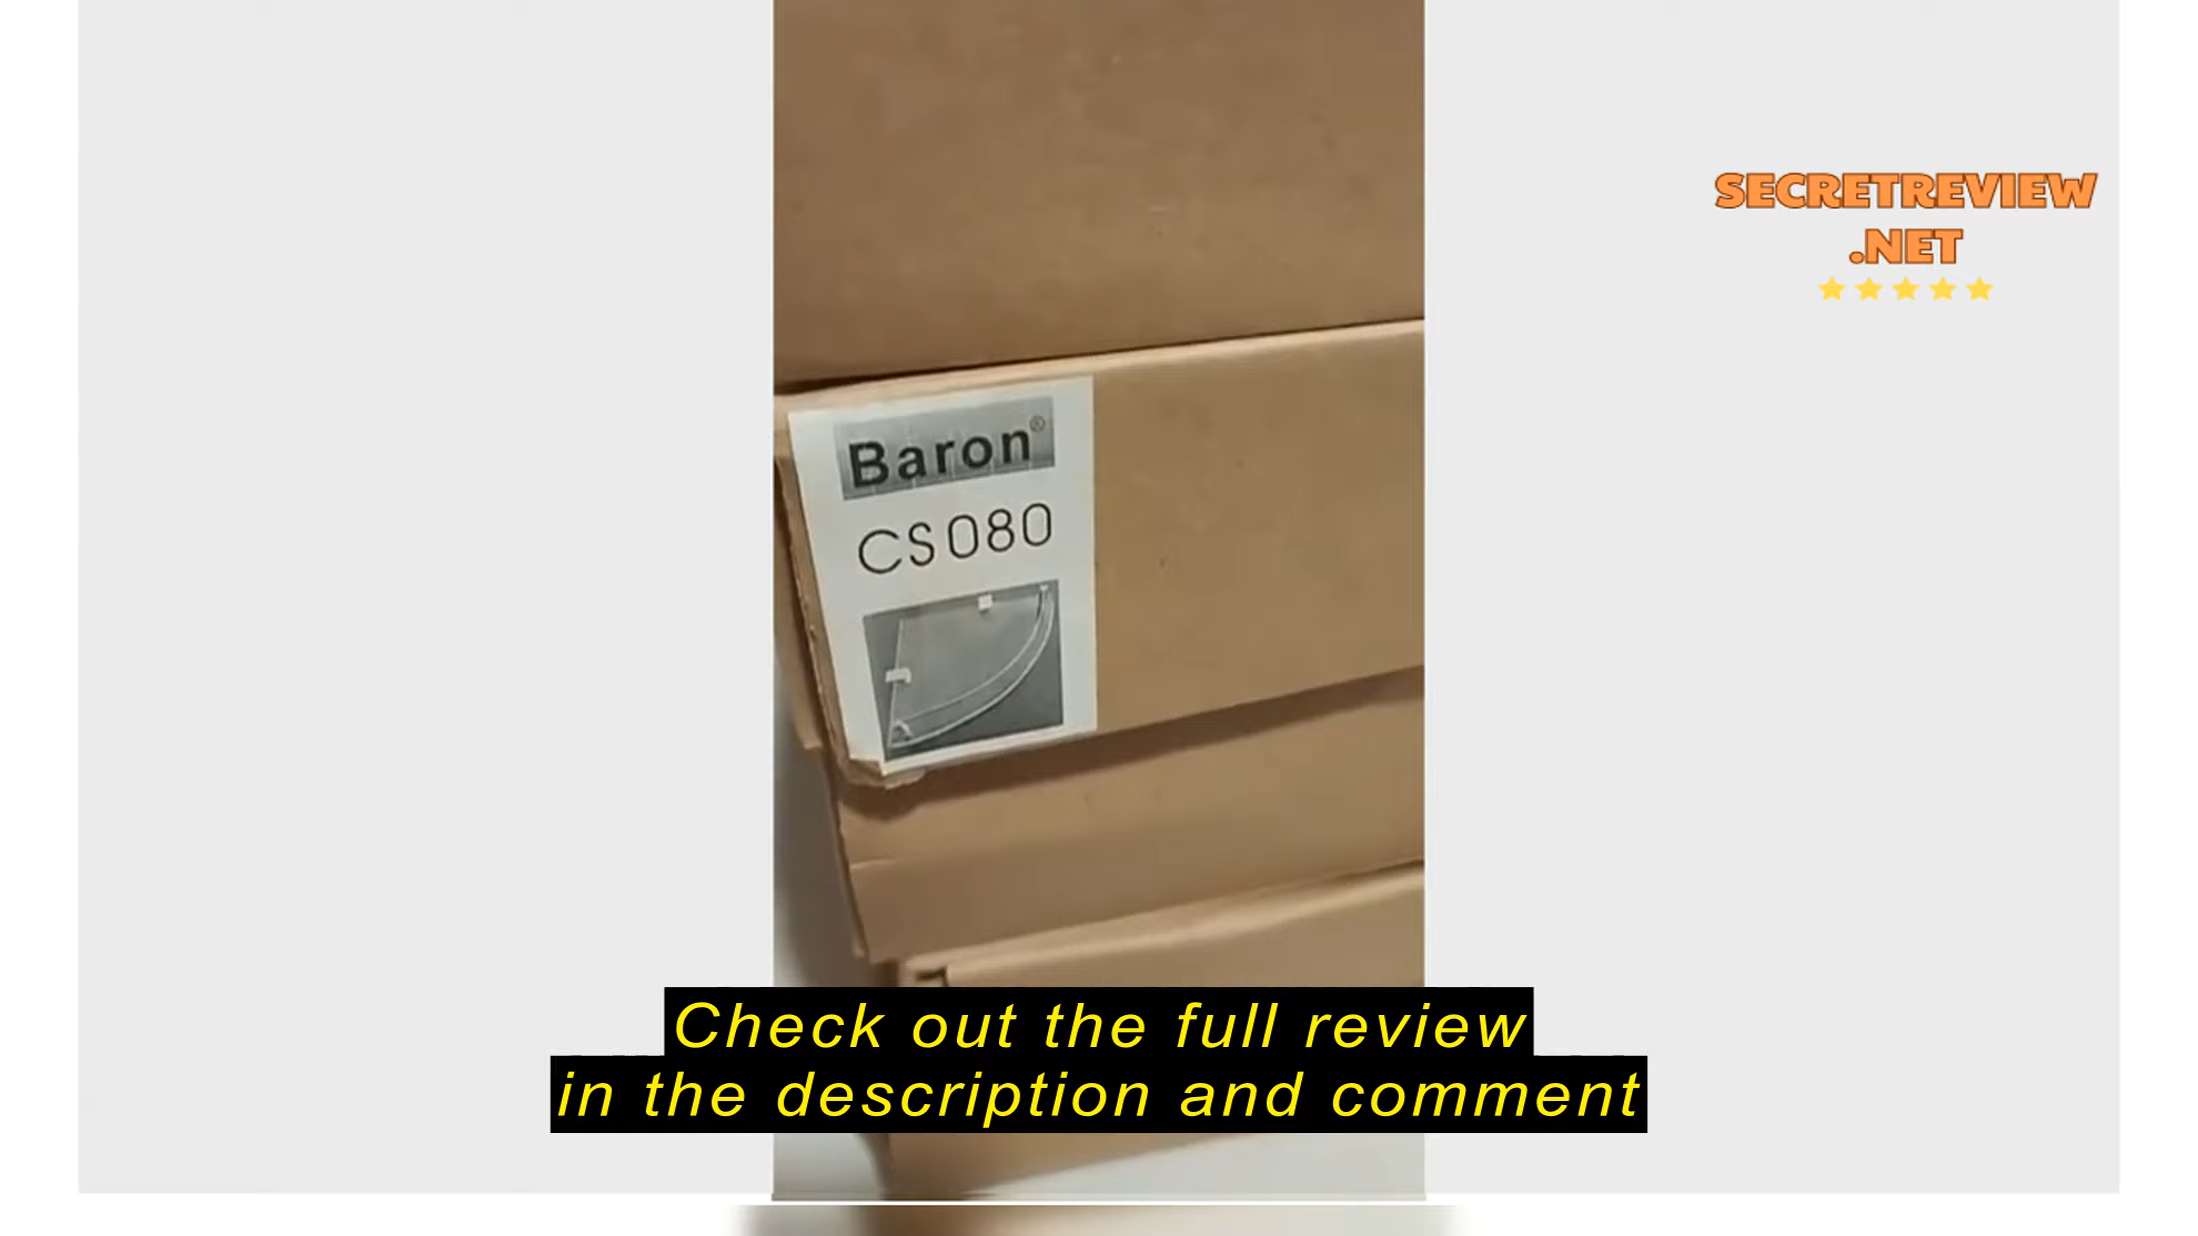 SECRETREVIEW
.NET
Baron®
CS080
Check out the full review
in the description and comment